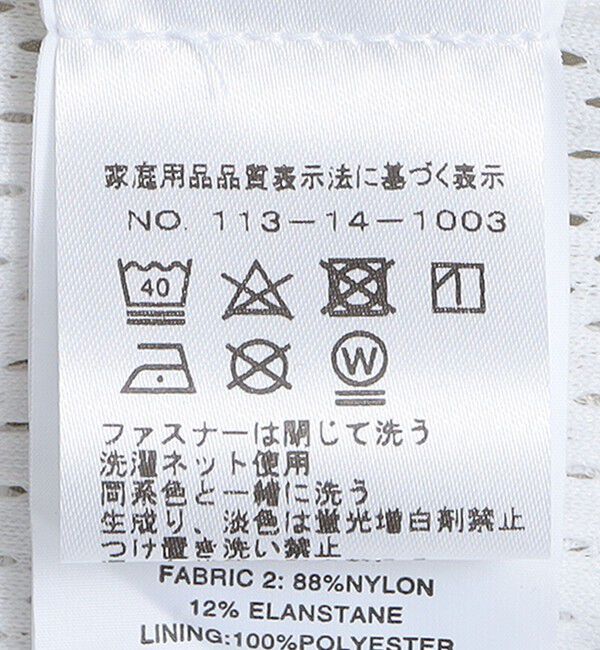 家庭用品品質表示法に基づく表示
NO. 113-14-1003
40
W
ファスナーは閉じて洗う
洗濯ネット使用
同系色と一緒に洗う
生成り、淡色は蛍光増白剤禁止
つけ置き洗い禁止
FABRIC 2: 88%NYLON
12% ELANSTANE
LINING:100%POLYESTER